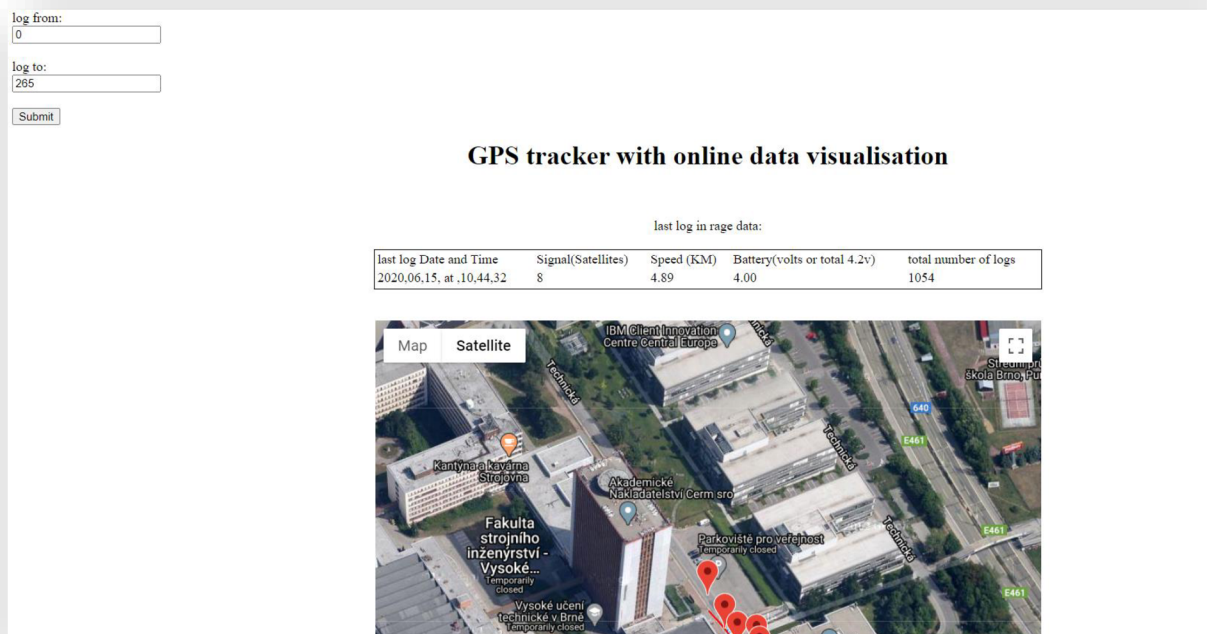 log from:
0
log to:
265
Submit
GPS tracker with online data visualisation
last log in rage data:
last log Date and Time Signal(Satellites) Speed (KM) Battery(volts or total 4.2v) total number of logs
2020,06,15, at ,10,44,32 8 4.89 4.00 1054
Map Satellite
IBM Client Innovation
Centre Central Europe
Technická
škola Brno,
640
Technická
E461
Kantýna a kavárna
Strojovna
Akademické
Nakladatelství Cerm sro
Fakulta
strojního
inženýrství -
Vysoké...
Temporarily
closed
Parkoviště pro veřejnost
Temporarily closed
Technická
E461
E461
Vysoké učení
technické v Brně
Temporarily closed